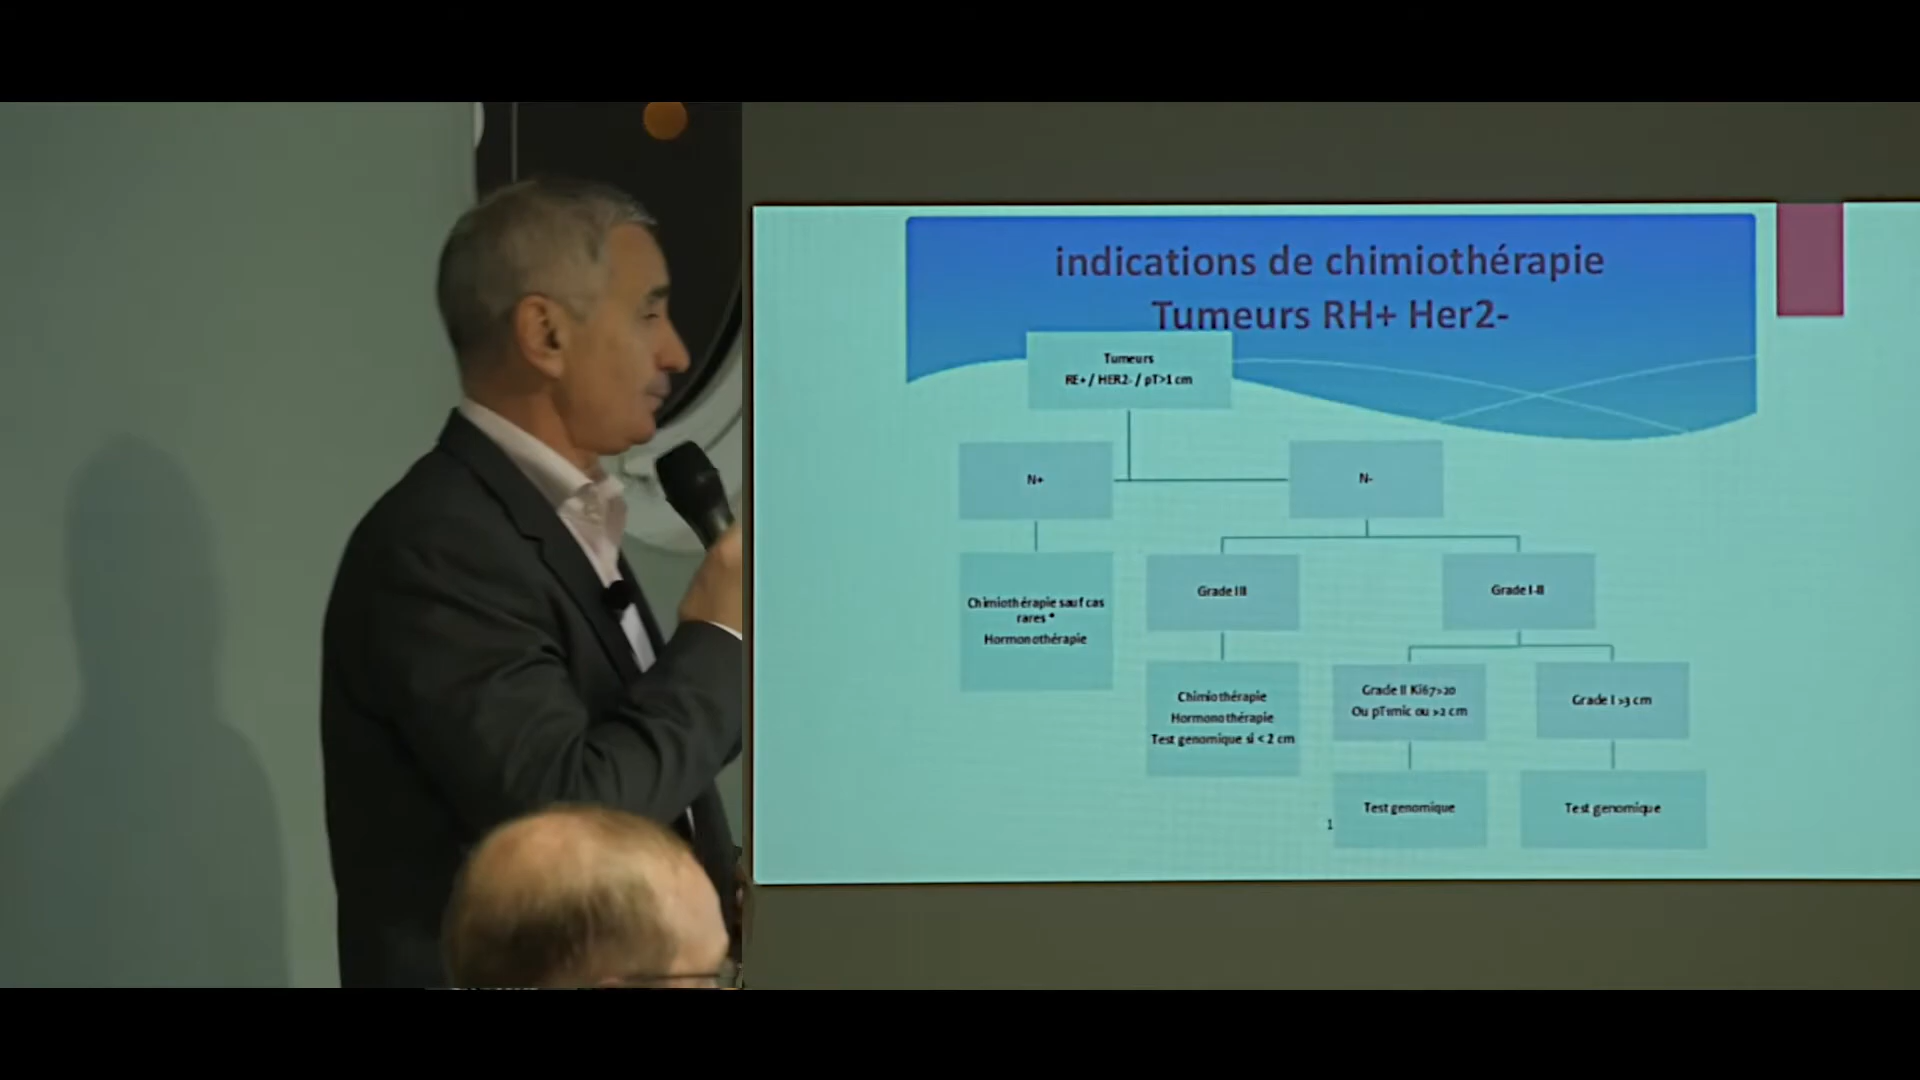 indications de chimiothérapie
Tumeurs RH+ Her2-
Tumeurs
RE+ / HER2- / pT>1 cm
N+
N-
Chimiothérapie sauf cas
rares *
Hormonothérapie
Grade III
Grade I-II
Chimiothérapie
Hormonothérapie
Test genomique si < 2 cm
Grade II Ki67>20
Ou pT1mic ou >2 cm
Grade I >3 cm
Test genomique
Test genomique
1